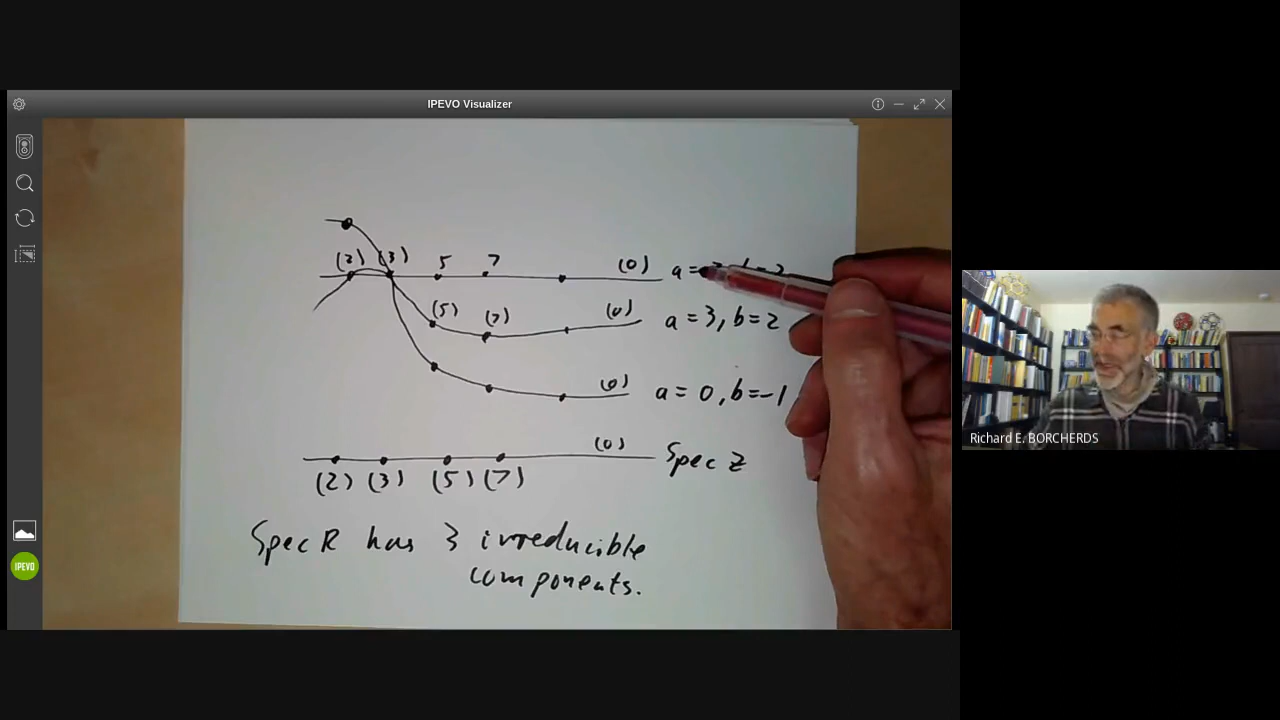 IPEVO Visualizer
(2) (3) 5 7 (0) a=
(5) (7) (0) a = 3, b = 2
(0) a = 0, b = -1
(0) Spec Z
(2) (3) (5) (7)
Spec R has 3 irreducible
components.
IPEVO
Richard E. BORCHERDS